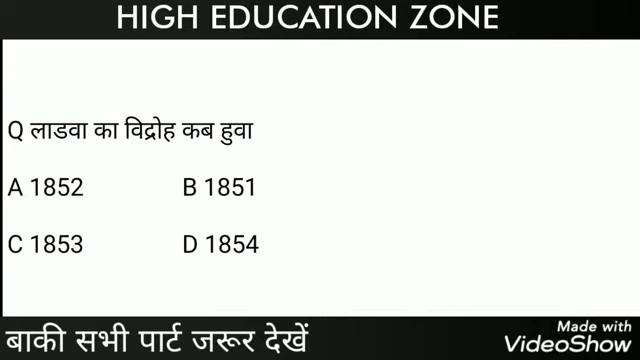 HIGH EDUCATION ZONE
Q लाडवा का विद्रोह कब हुवा
A 1852 B 1851
C 1853 D 1854
बाकी सभी पार्ट जरूर देखें
Made with
VideoShow